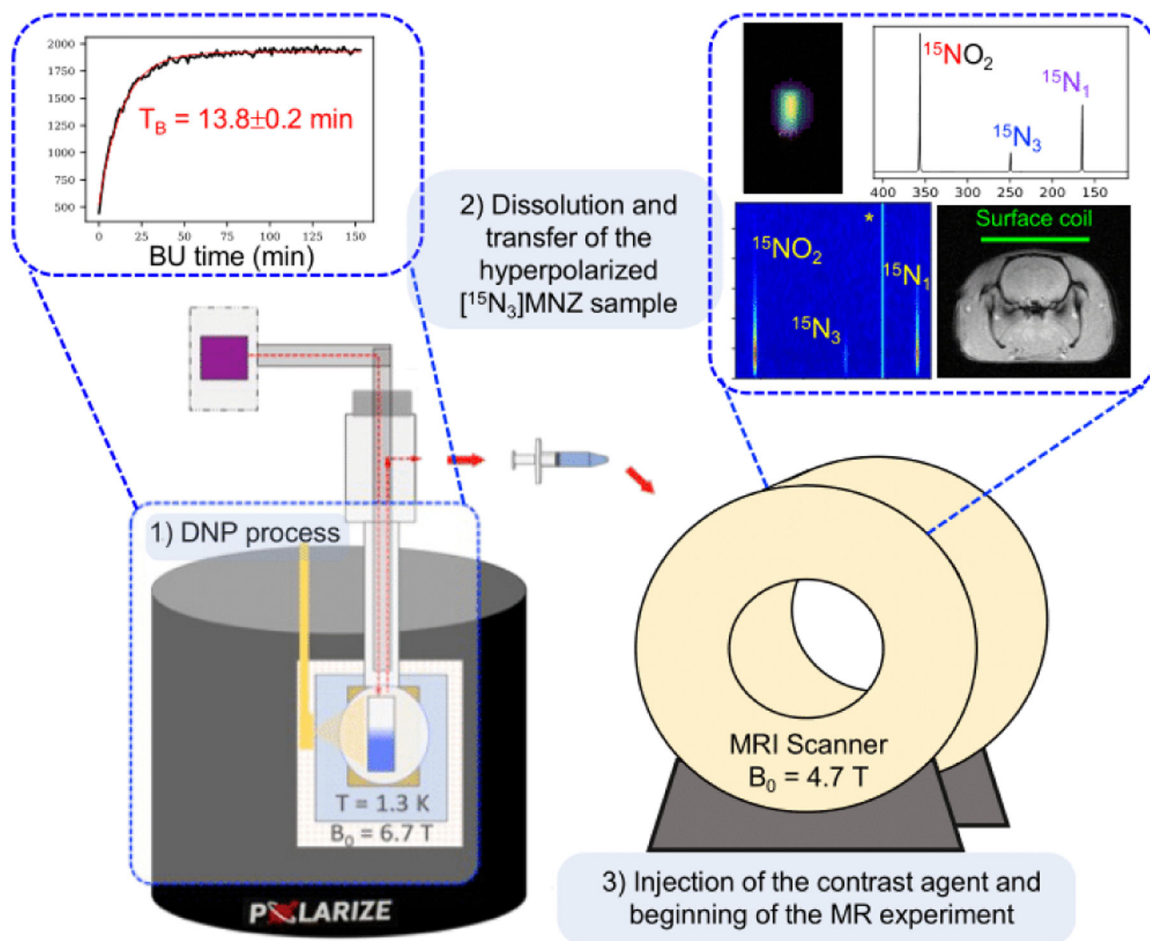 2000
1750
1500
1250
1000
750
500
T_B = 13.8±0.2 min
0 25 50 75 100 125 150
BU time (min)
2) Dissolution and
transfer of the
hyperpolarized
[¹⁵N₃]MNZ sample
¹⁵NO₂
¹⁵N₁
¹⁵N₃
400 350 300 250 200 150
*
¹⁵NO₂
¹⁵N₁
¹⁵N₃
Surface coil
1) DNP process
T = 1.3 K
B₀ = 6.7 T
POLARIZE
MRI Scanner
B₀ = 4.7 T
3) Injection of the contrast agent and
beginning of the MR experiment